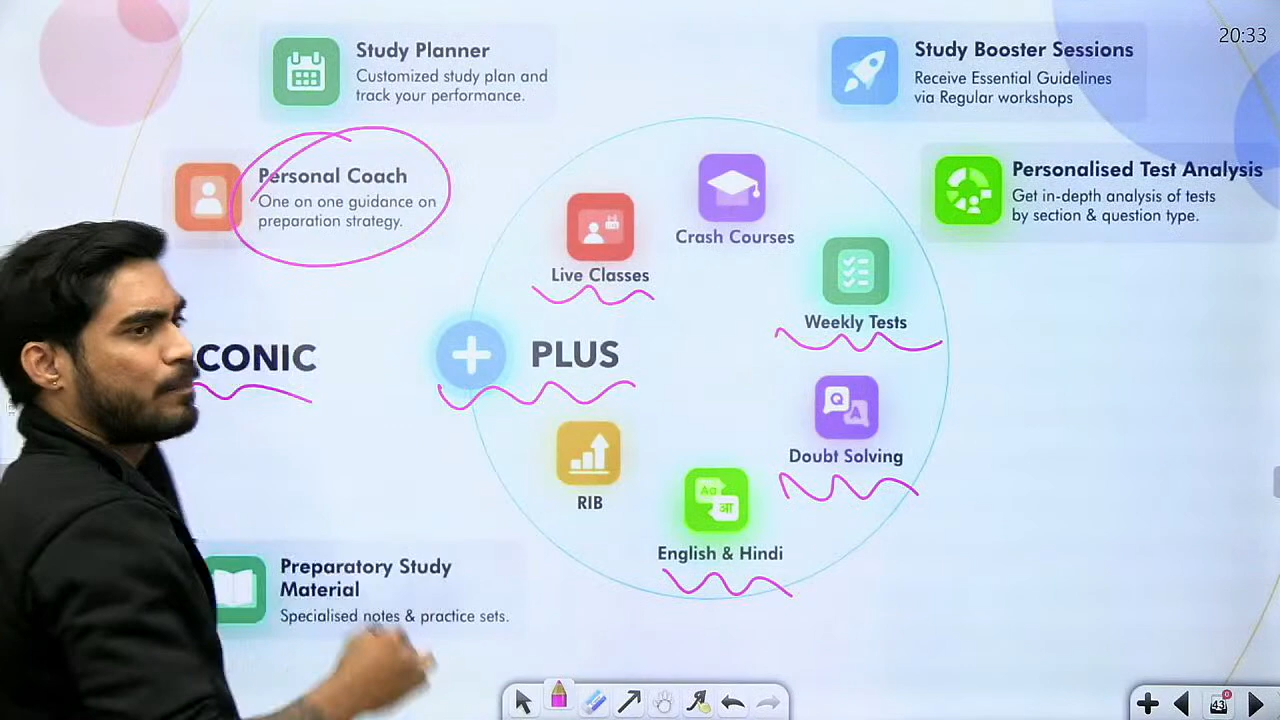 20:33
Study Planner
Customized study plan and
track your performance.
Study Booster Sessions
Receive Essential Guidelines
via Regular workshops
Personal Coach
One on one guidance on
preparation strategy.
Personalised Test Analysis
Get in-depth analysis of tests
by section & question type.
Live Classes
Crash Courses
Weekly Tests
CONIC
PLUS
Q
A
Doubt Solving
RIB
Aa
आ
English & Hindi
Preparatory Study
Material
Specialised notes & practice sets.
0
43